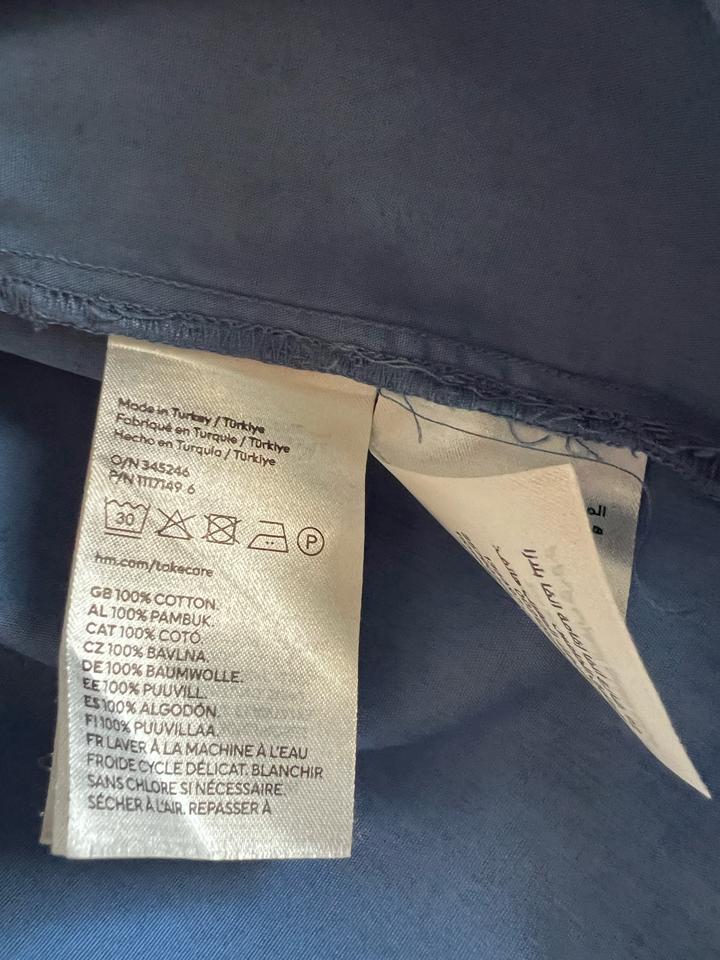 Made in Turkey / Türkiye
Fabriqué en Turquie / Türkiye
Hecho en Turquía / Türkiye
O/N 345246
P/N 1117149 6
30
P
hm.com/takecare
GB 100% COTTON.
AL 100% PAMBUK.
CAT 100% COTÓ.
CZ 100% BAVLNA.
DE 100% BAUMWOLLE.
EE 100% PUUVILL.
ES 100% ALGODÓN.
FI 100% PUUVILLAA.
FR LAVER À LA MACHINE À L'EAU
FROIDE CYCLE DÉLICAT. BLANCHIR
SANS CHLORE SI NÉCESSAIRE.
SÉCHER À L'AIR. REPASSER À